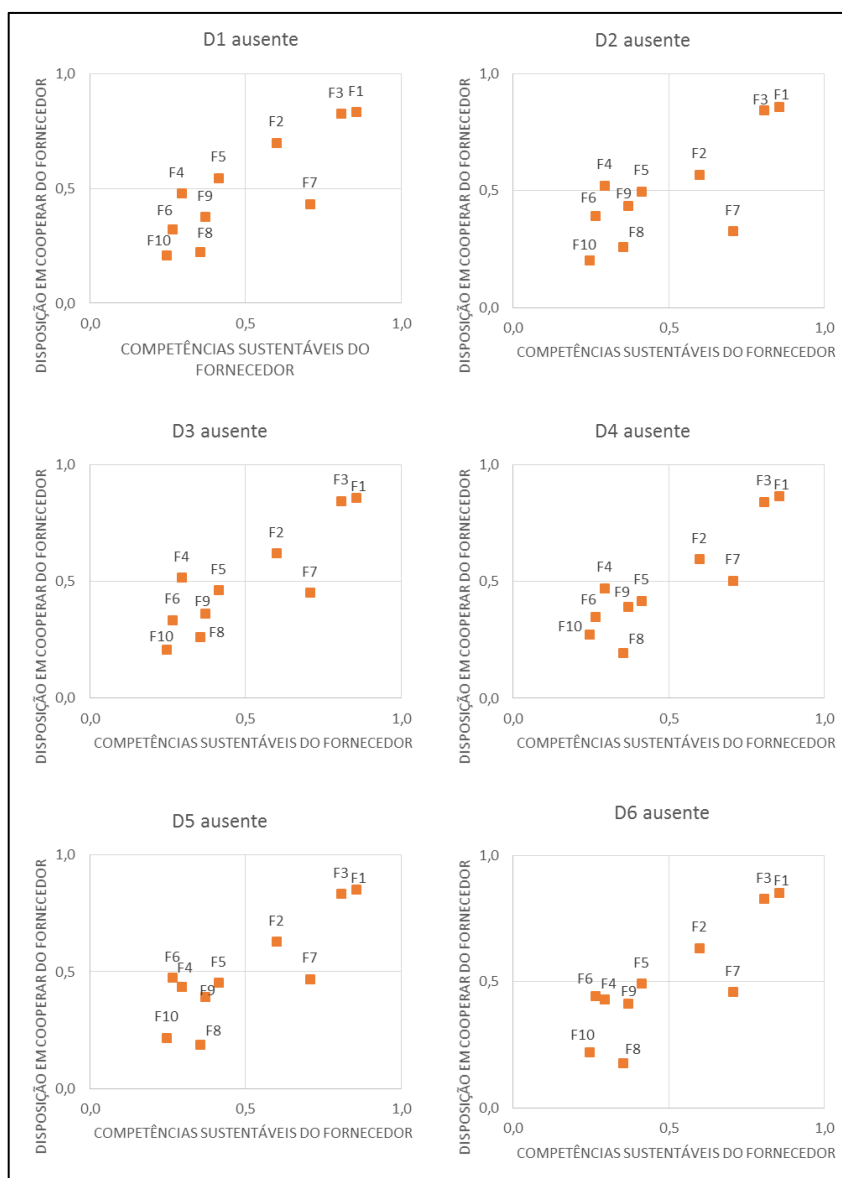 D1 ausente
DISPOSIÇÃO EM COOPERAR DO FORNECEDOR
1,0
0,5
0,0
F3 F1
F2
F5
F4
F9
F7
F6
F10
F8
0,0 0,5 1,0
COMPETÊNCIAS SUSTENTÁVEIS DO
FORNECEDOR
D2 ausente
DISPOSIÇÃO EM COOPERAR DO FORNECEDOR
1,0
0,5
0,0
F3 F1
F2
F4 F5
F6 F9
F7
F10 F8
0,0 0,5 1,0
COMPETÊNCIAS SUSTENTÁVEIS DO FORNECEDOR
D3 ausente
DISPOSIÇÃO EM COOPERAR DO FORNECEDOR
1,0
0,5
0,0
F3 F1
F2
F4 F5
F7
F6 F9
F10 F8
0,0 0,5 1,0
COMPETÊNCIAS SUSTENTÁVEIS DO FORNECEDOR
D4 ausente
DISPOSIÇÃO EM COOPERAR DO FORNECEDOR
1,0
0,5
0,0
F3 F1
F2
F4
F7
F6 F9 F5
F10
F8
0,0 0,5 1,0
COMPETÊNCIAS SUSTENTÁVEIS DO FORNECEDOR
D5 ausente
DISPOSIÇÃO EM COOPERAR DO FORNECEDOR
1,0
0,5
0,0
F3 F1
F2
F6 F4 F5
F7
F9
F10 F8
0,0 0,5 1,0
COMPETÊNCIAS SUSTENTÁVEIS DO FORNECEDOR
D6 ausente
DISPOSIÇÃO EM COOPERAR DO FORNECEDOR
1,0
0,5
0,0
F3 F1
F2
F5
F6 F4 F9
F7
F10 F8
0,0 0,5 1,0
COMPETÊNCIAS SUSTENTÁVEIS DO FORNECEDOR